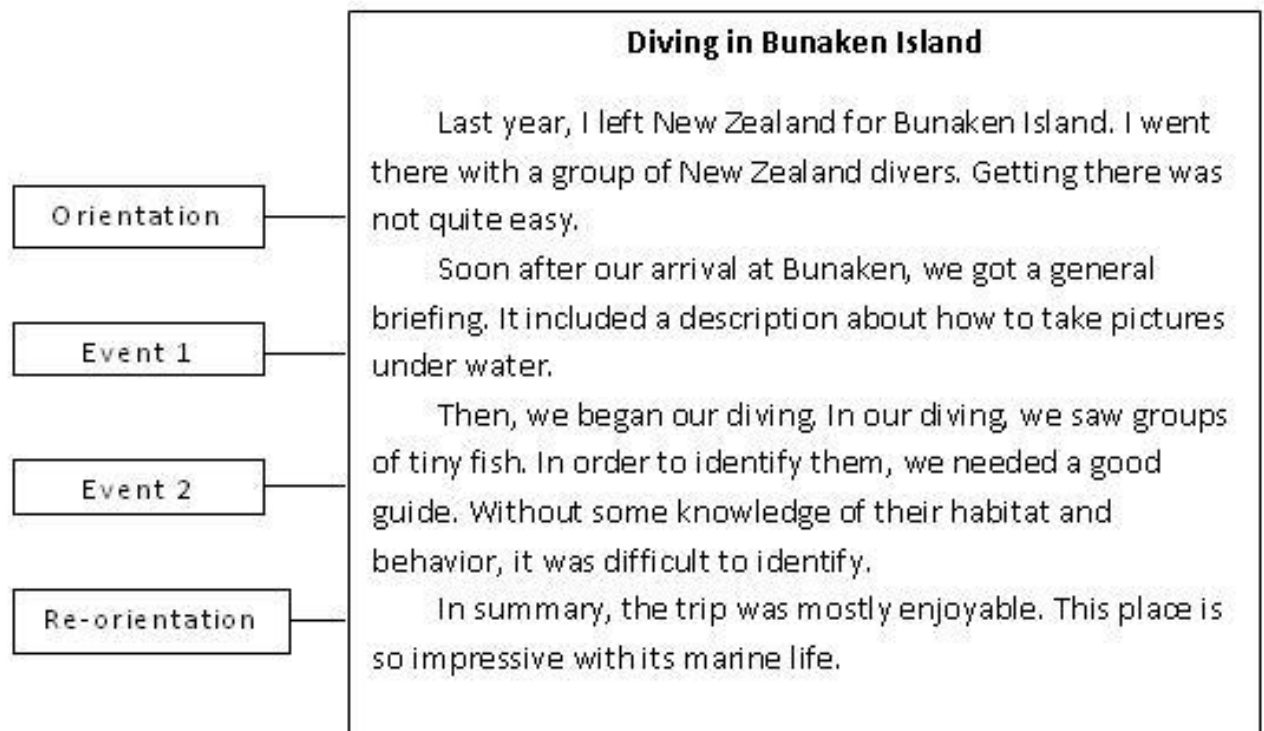 Diving in Bunaken Island
Last year, I left New Zealand for Bunaken Island. I went
there with a group of New Zealand divers. Getting there was
not quite easy.
Orientation
Soon after our arrival at Bunaken, we got a general
briefing. It included a description about how to take pictures
under water.
Event 1
Then, we began our diving. In our diving, we saw groups
of tiny fish. In order to identify them, we needed a good
guide. Without some knowledge of their habitat and
behavior, it was difficult to identify.
Event 2
In summary, the trip was mostly enjoyable. This place is
so impressive with its marine life.
Re-orientation